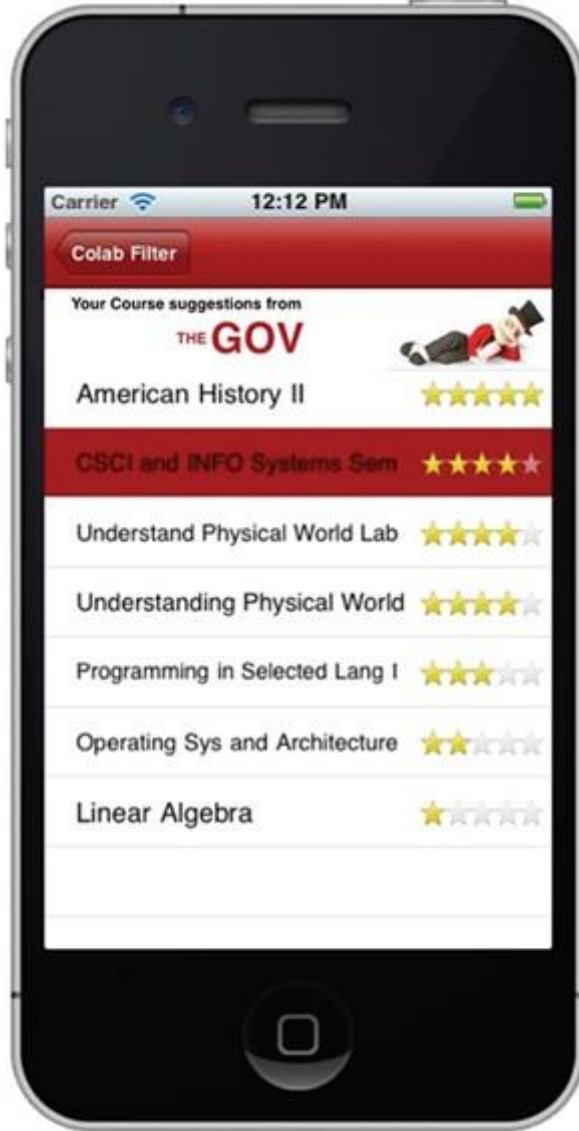 Carrier 12:12 PM
Colab Filter
Your Course suggestions from
THE GOV
American History II
CSCI and INFO Systems Sem
Understand Physical World Lab
Understanding Physical World
Programming in Selected Lang I
Operating Sys and Architecture
Linear Algebra